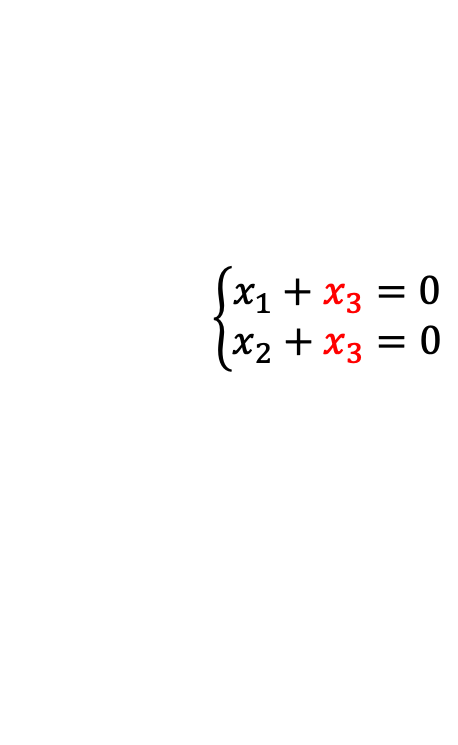 x₁ + x₃ = 0
x₂ + x₃ = 0